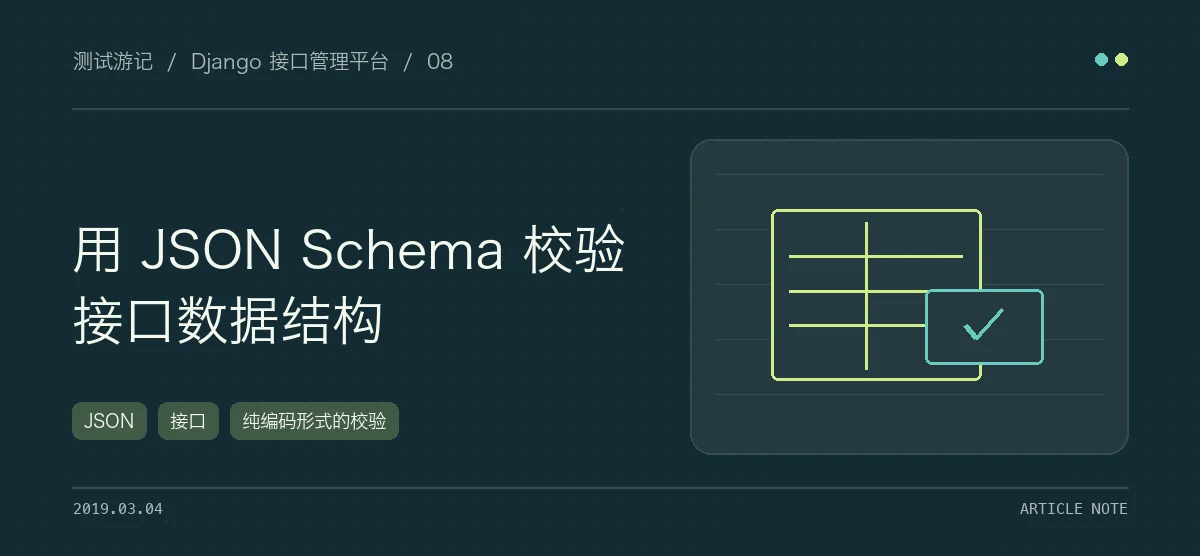 测试游记 / Django 接口管理平台 / 08
用 JSON Schema 校验
接口数据结构
JSON 接口 纯编码形式的校验
2019.03.04 ARTICLE NOTE